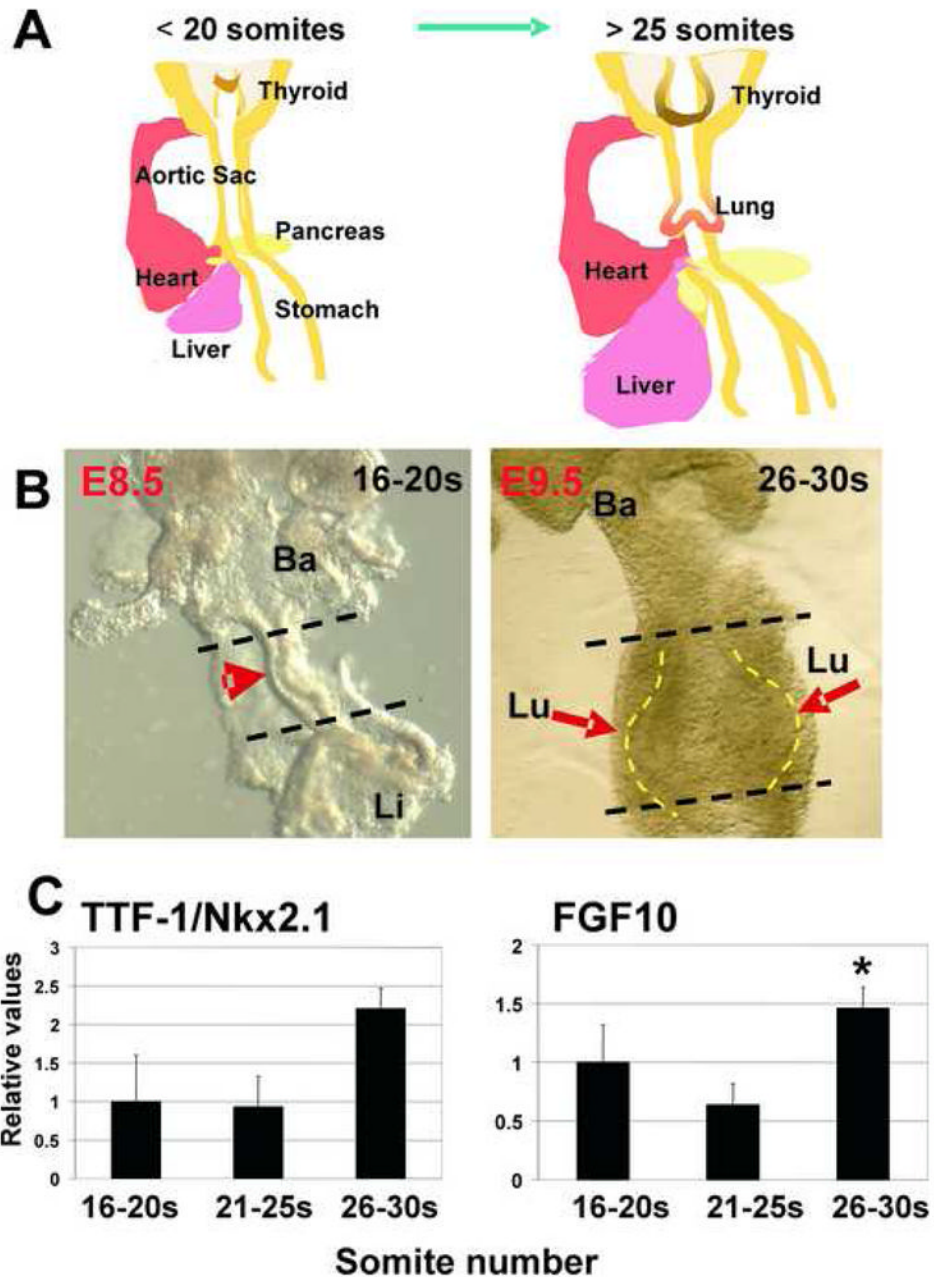 A
< 20 somites
> 25 somites
Thyroid
Aortic Sac
Pancreas
Heart
Stomach
Liver
Thyroid
Lung
Heart
Liver
B
E8.5
16-20s
Ba
Li
E9.5
26-30s
Ba
Lu
Lu
C
TTF-1/Nkx2.1
Relative values
3
2.5
2
1.5
1
0.5
0
16-20s 21-25s 26-30s
FGF10
2
1.5
1
0.5
0
*
16-20s 21-25s 26-30s
Somite number